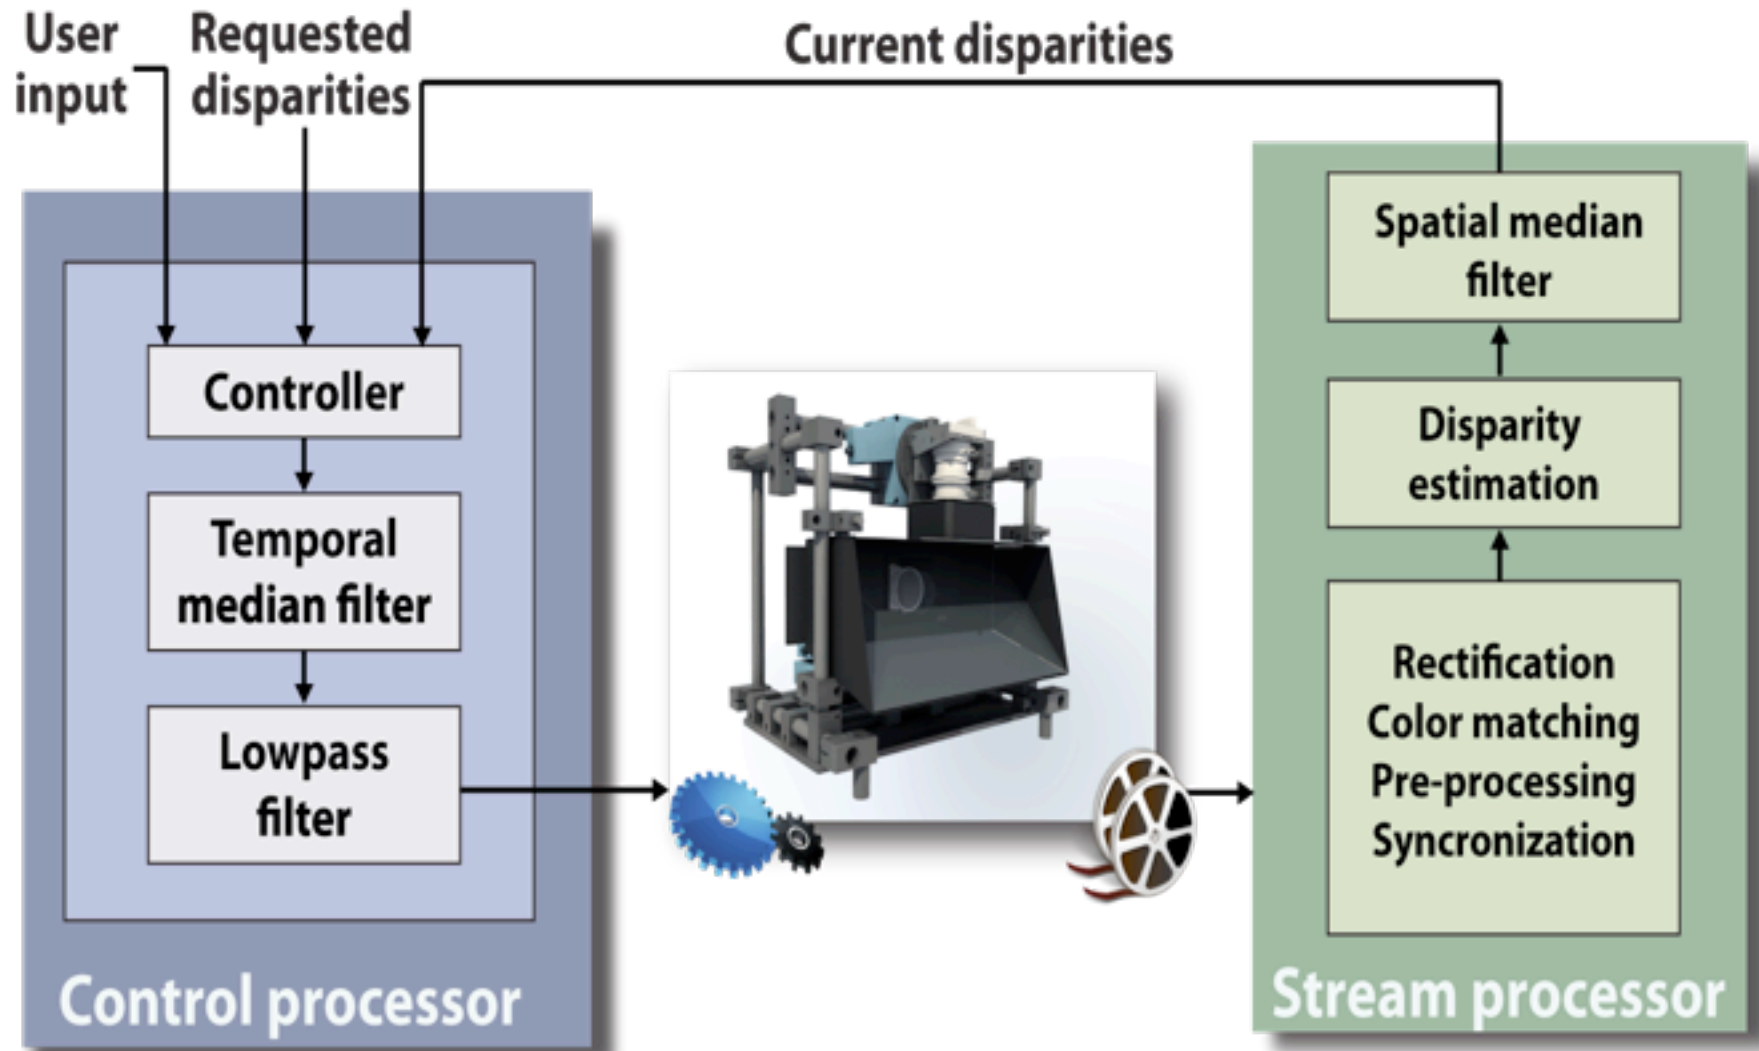 User
input
Requested
disparities
Current disparities
Controller
Temporal
median filter
Lowpass
filter
Control processor
Spatial median
filter
Disparity
estimation
Rectification
Color matching
Pre-processing
Syncronization
Stream processor